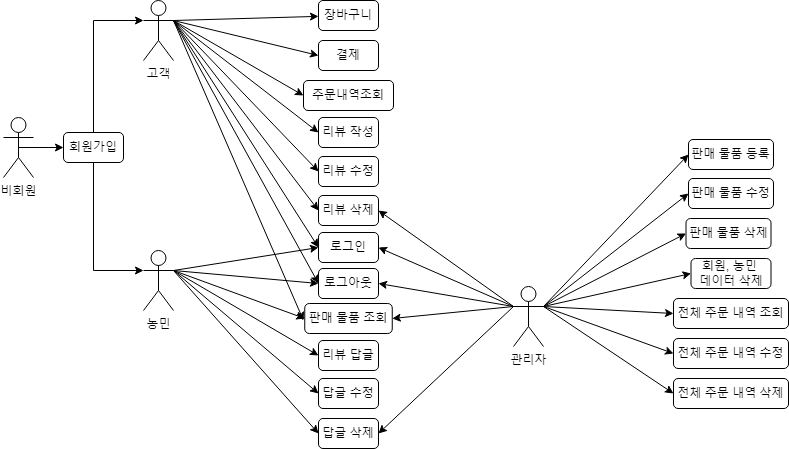 장바구니
고객
결제
주문내역조회
리뷰 작성
비회원
회원가입
리뷰 수정
리뷰 삭제
로그인
로그아웃
농민
판매 물품 조회
리뷰 답글
답글 수정
답글 삭제
관리자
판매 물품 등록
판매 물품 수정
판매 물품 삭제
회원, 농민
데이터 삭제
전체 주문 내역 조회
전체 주문 내역 수정
전체 주문 내역 삭제